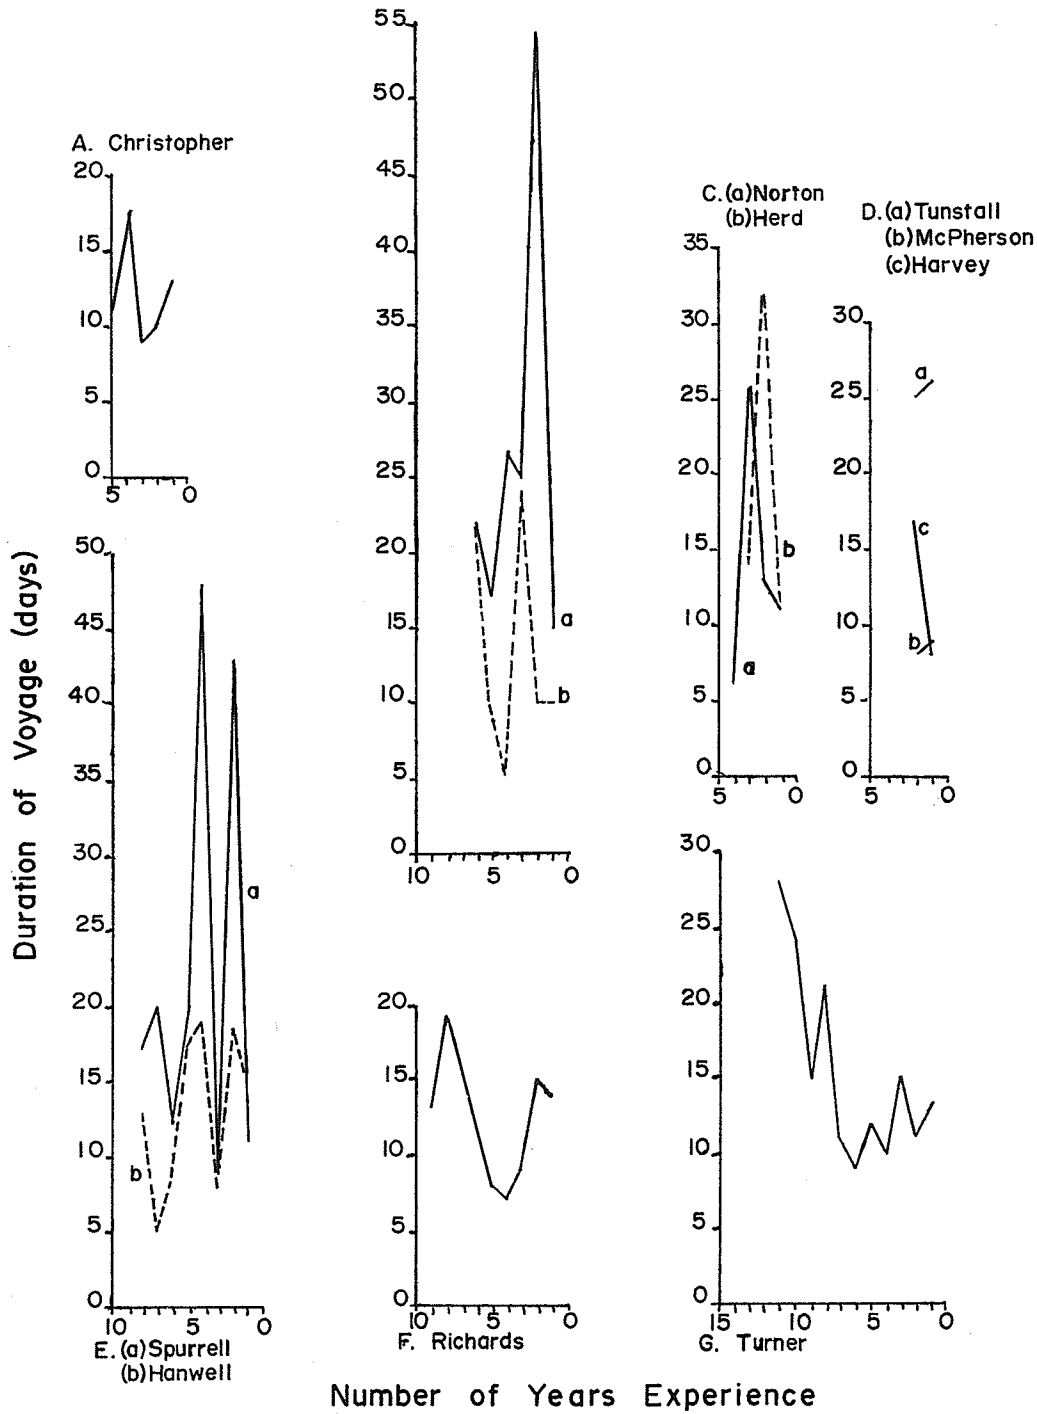 A. Christopher
20
15
10
5
0
5 0
55
50
45
40
35
30
25
20
15
10
5
0
10 5 0
a
b
C.(a)Norton
(b)Herd
35
30
25
20
15
10
5
0
5 0
a
b
D.(a)Tunstall
(b)McPherson
(c)Harvey
30
25
20
15
10
5
0
5 0
a
c
b
Duration of Voyage (days)
50
45
40
35
30
25
20
15
10
5
0
10 5 0
a
b
E.(a)Spurrell
(b)Hanwell
20
15
10
5
0
10 5 0
F. Richards
30
25
20
15
10
5
0
15 10 5 0
G. Turner
Number of Years Experience